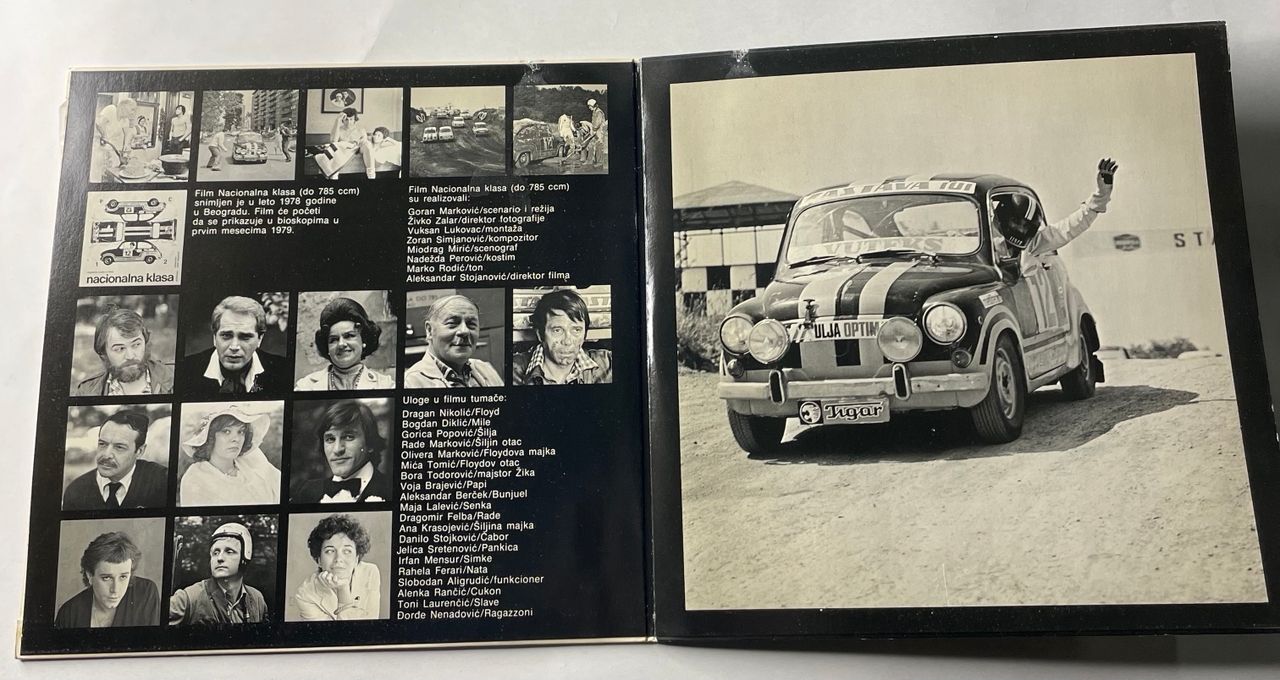 nacionalna klasa
Film Nacionalna klasa (do 785 ccm)
snimljen je u leto 1978 godine
u Beogradu. Film će početi
da se prikazuje u bioskopima u
prvim mesecima 1979.
Film Nacionalna klasa (do 785 ccm)
su realizovali:
Goran Marković/scenario i režija
Živko Zalar/direktor fotografije
Vuksan Lukovac/montaža
Zoran Simjanović/kompozitor
Miodrag Mirić/scenograf
Nadežda Perović/kostim
Marko Rodić/ton
Aleksandar Stojanović/direktor filma
Uloge u filmu tumače:
Dragan Nikolić/Floyd
Bogdan Diklić/Mile
Gorica Popović/Šilja
Rade Marković/Šiljin otac
Olivera Marković/Floydova majka
Mića Tomić/Floydov otac
Bora Todorović/majstor Žika
Voja Brajević/Papi
Aleksandar Berček/Bunjuel
Maja Lalević/Senka
Dragomir Felba/Rade
Ana Krasojević/Šiljina majka
Danilo Stojković/Čabor
Jelica Sretenović/Pankica
Irfan Mensur/Simke
Rahela Ferari/Nata
Slobodan Aligrudić/funkcioner
Alenka Rančić/Cukon
Toni Laurenčić/Slave
Đorđe Nenadović/Ragazzoni
VUTEKS
ULJA OPTIMA
12
Tigar
STA